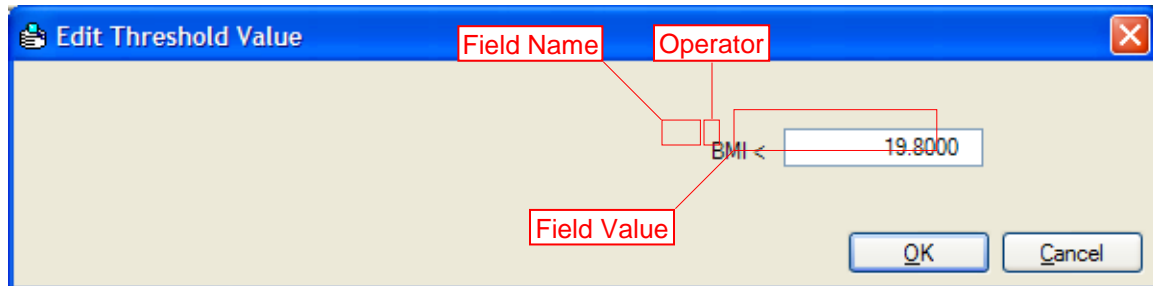 Edit Threshold Value
Field Name
Operator
BMI <
19.8000
Field Value
OK
Cancel